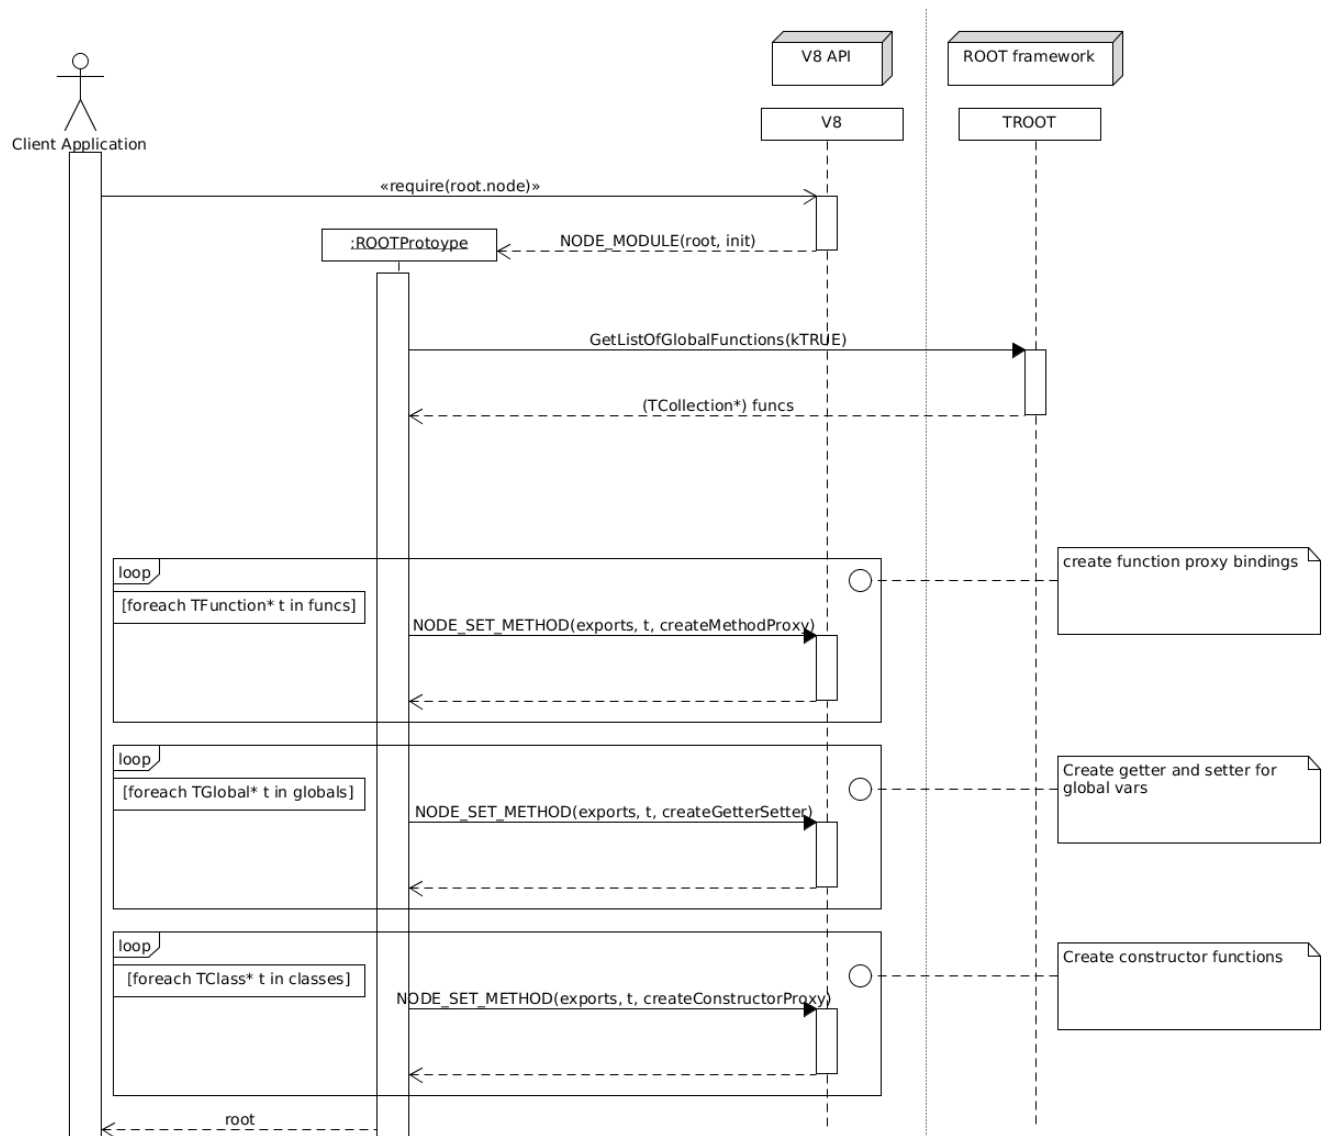 V8 API
ROOT framework
V8
TROOT
Client Application
«require(root.node)»
:ROOTProtoype
NODE_MODULE(root, init)
GetListOfGlobalFunctions(kTRUE)
(TCollection*) funcs
loop
create function proxy bindings
[foreach TFunction* t in funcs]
NODE_SET_METHOD(exports, t, createMethodProxy)
loop
Create getter and setter for
global vars
[foreach TGlobal* t in globals]
NODE_SET_METHOD(exports, t, createGetterSetter)
loop
Create constructor functions
[foreach TClass* t in classes]
NODE_SET_METHOD(exports, t, createConstructorProxy)
root